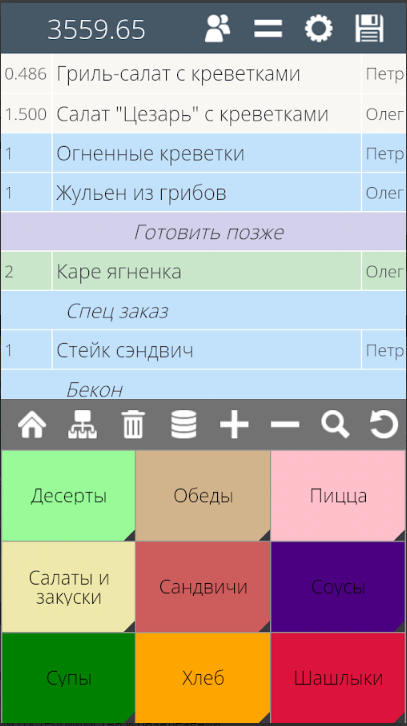 3559.65
0.486 Гриль-салат с креветками Петр
1.500 Салат "Цезарь" с креветками Олег
1 Огненные креветки Петр
1 Жульен из грибов Олег
Готовить позже
2 Каре ягненка Олег
Спец заказ
1 Стейк сэндвич Петр
Бекон
Десерты Обеды Пицца
Салаты и закуски Сандвичи Соусы
Супы Хлеб Шашлыки